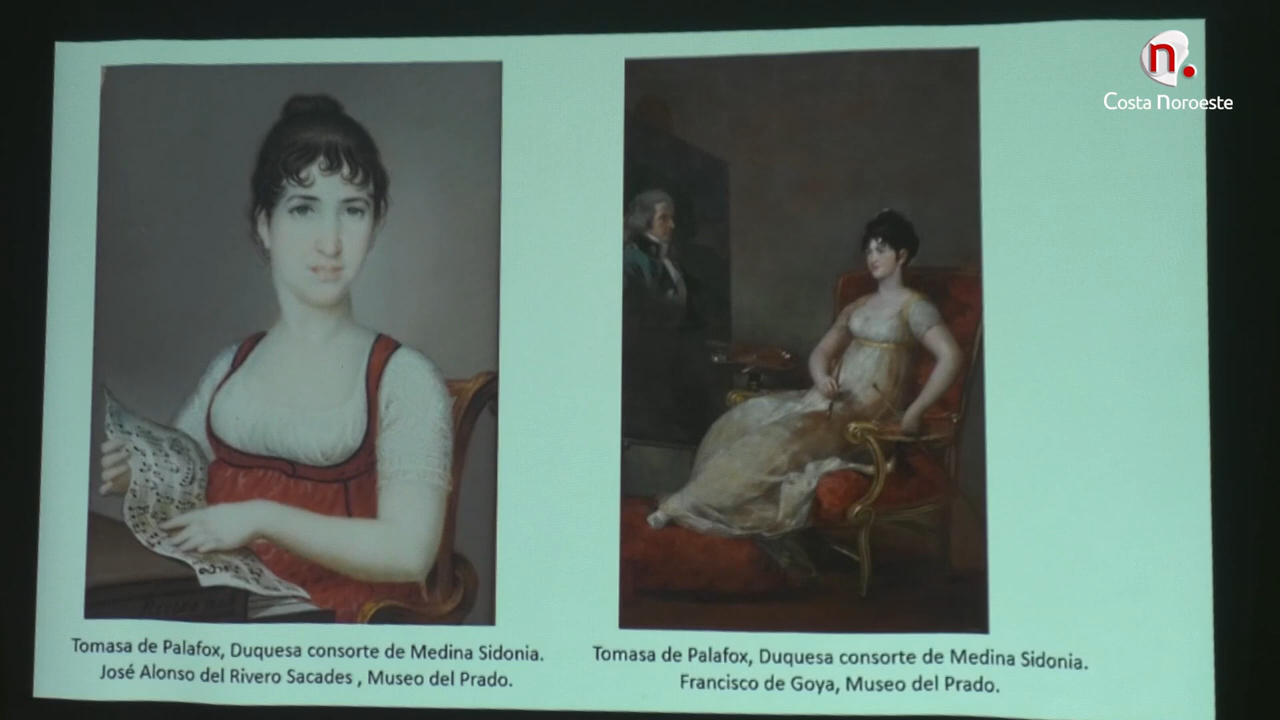 n.
Costa Noroeste
Tomasa de Palafox, Duquesa consorte de Medina Sidonia.
José Alonso del Rivero Sacades , Museo del Prado.
Tomasa de Palafox, Duquesa consorte de Medina Sidonia.
Francisco de Goya, Museo del Prado.